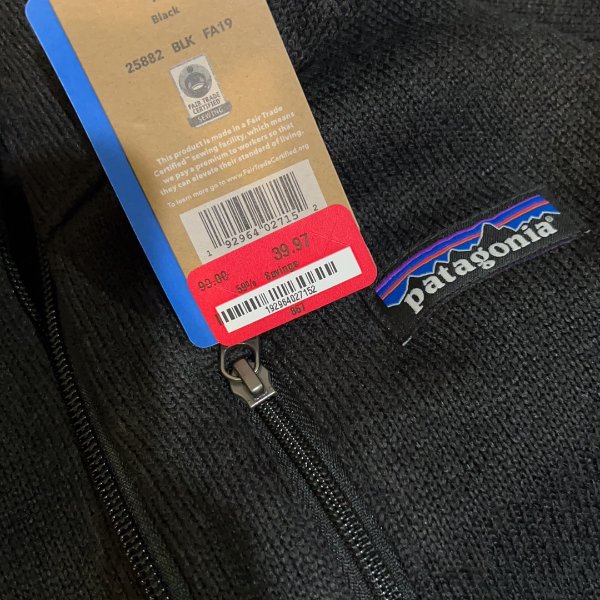 Black
25882 BLK FA19
FAIR TRADE
CERTIFIED
SEWING
This product is made in a Fair Trade
Certified™ sewing facility, which means
we pay a premium to workers so that
they can elevate their standard of living.
To learn more go to www.FairTradeCertified.org
1 92964 02715 2
39.97
99.00
59% Savings
192964027152
051
patagonia®